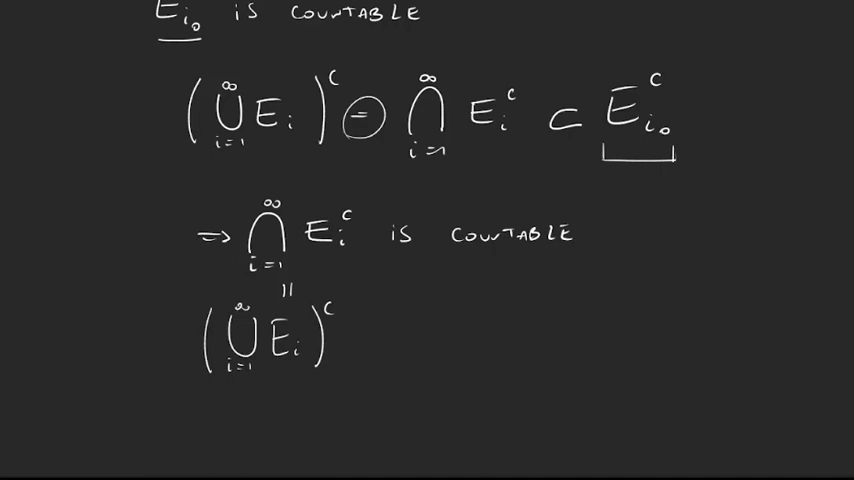 E_{i_0} IS COUNTABLE
(⋃_{i=1}^{∞} E_i)^c = ⋂_{i=1}^{∞} E_i^c ⊂ E_{i_0}^c
⇒ ⋂_{i=1}^{∞} E_i^c IS COUNTABLE
||
(⋃_{i=1}^{∞} E_i)^c